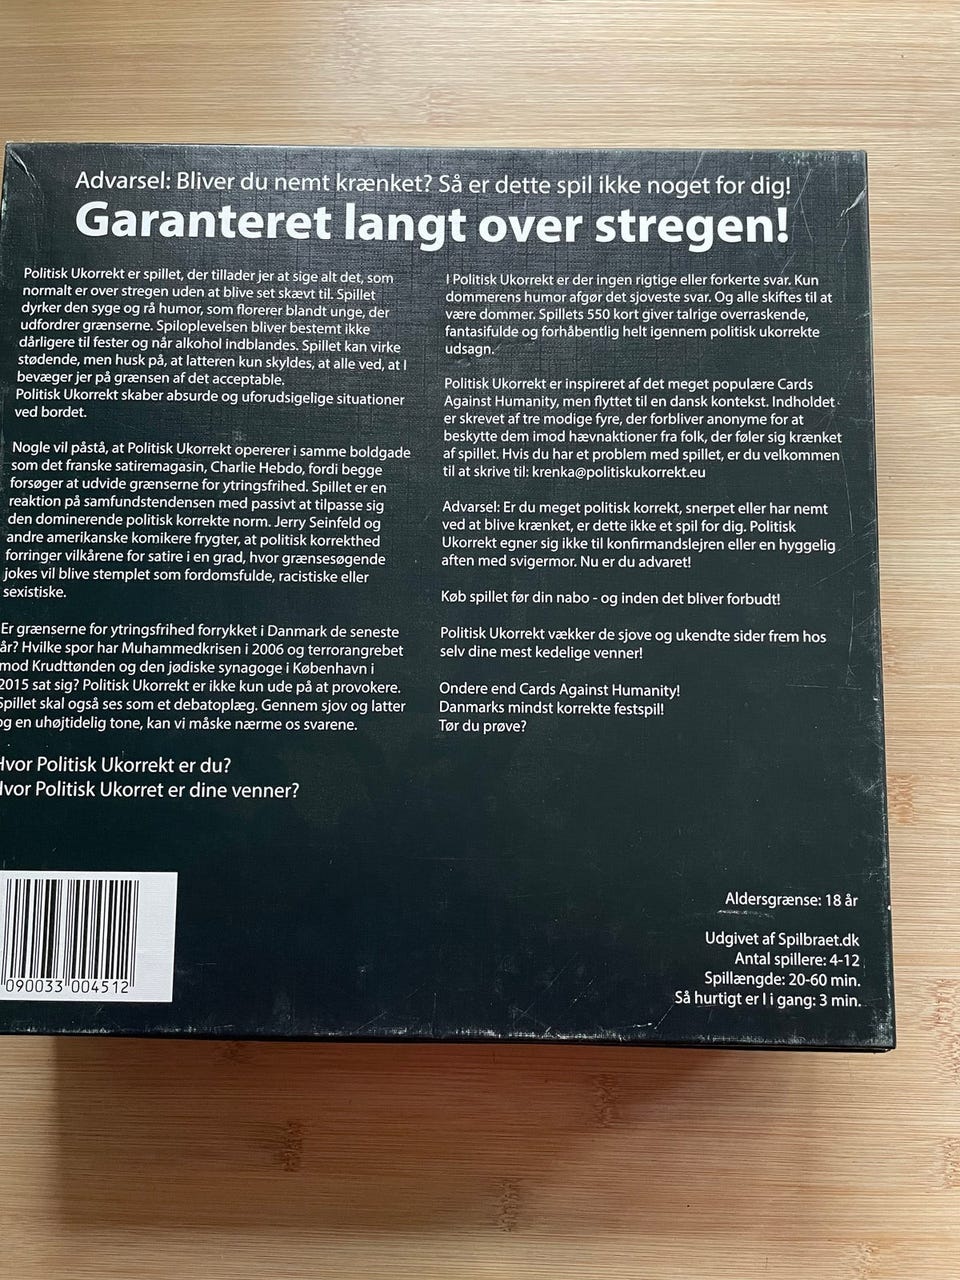 Advarsel: Bliver du nemt krænket? Så er dette spil ikke noget for dig!
Garanteret langt over stregen!
Politisk Ukorrekt er spillet, der tillader jer at sige alt det, som
normalt er over stregen uden at blive set skævt til. Spillet
dyrker den syge og rå humor, som florerer blandt unge, der
udfordrer grænserne. Spiloplevelsen bliver bestemt ikke
dårligere til fester og når alkohol indblandes. Spillet kan virke
stødende, men husk på, at latteren kun skyldes, at alle ved, at I
bevæger jer på grænsen af det acceptable.
Politisk Ukorrekt skaber absurde og uforudsigelige situationer
ved bordet.
Nogle vil påstå, at Politisk Ukorrekt opererer i samme boldgade
som det franske satiremagasin, Charlie Hebdo, fordi begge
forsøger at udvide grænserne for ytringsfrihed. Spillet er en
reaktion på samfundstendensen med passivt at tilpasse sig
den dominerende politisk korrekte norm. Jerry Seinfeld og
andre amerikanske komikere frygter, at politisk korrekthed
forringer vilkårene for satire i en grad, hvor grænsesøgende
jokes vil blive stemplet som fordomsfulde, racistiske eller
sexistiske.
Er grænserne for ytringsfrihed forrykket i Danmark de seneste
år? Hvilke spor har Muhammedkrisen i 2006 og terrorangrebet
mod Krudttønden og den jødiske synagoge i København i
2015 sat sig? Politisk Ukorrekt er ikke kun ude på at provokere.
Spillet skal også ses som et debatoplæg. Gennem sjov og latter
og en uhøjtidelig tone, kan vi måske nærme os svarene.
Hvor Politisk Ukorrekt er du?
Hvor Politisk Ukorret er dine venner?
I Politisk Ukorrekt er der ingen rigtige eller forkerte svar. Kun
dommerens humor afgør det sjoveste svar. Og alle skiftes til at
være dommer. Spillets 550 kort giver talrige overraskende,
fantasifulde og forhåbentlig helt igennem politisk ukorrekte
udsagn.
Politisk Ukorrekt er inspireret af det meget populære Cards
Against Humanity, men flyttet til en dansk kontekst. Indholdet
er skrevet af tre modige fyre, der forbliver anonyme for at
beskytte dem imod hævnaktioner fra folk, der føler sig krænket
af spillet. Hvis du har et problem med spillet, er du velkommen
til at skrive til: krenka@politiskukorrekt.eu
Advarsel: Er du meget politisk korrekt, snerpet eller har nemt
ved at blive krænket, er dette ikke et spil for dig. Politisk
Ukorrekt egner sig ikke til konfirmandslejren eller en hyggelig
aften med svigermor. Nu er du advaret!
Køb spillet før din nabo - og inden det bliver forbudt!
Politisk Ukorrekt vækker de sjove og ukendte sider frem hos
selv dine mest kedelige venner!
Ondere end Cards Against Humanity!
Danmarks mindst korrekte festspil!
Tør du prøve?
090033 004512
Aldersgrænse: 18 år
Udgivet af Spilbraet.dk
Antal spillere: 4-12
Spillængde: 20-60 min.
Så hurtigt er I i gang: 3 min.